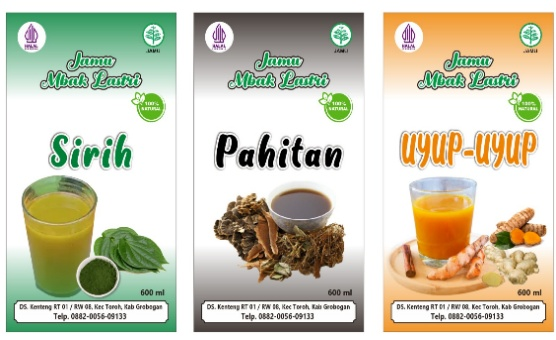 HALAL
JAMU
Jamu
Mbak Lastri
100%
NATURAL
Sirih
600 ml
DS. Kenteng RT 01 / RW 08, Kec Toroh, Kab Grobogan
Telp. 0882-0056-09133
HALAL
JAMU
Jamu
Mbak Lastri
100%
NATURAL
Pahitan
600 ml
DS. Kenteng RT 01 / RW 08, Kec Toroh, Kab Grobogan
Telp. 0882-0056-09133
HALAL
JAMU
Jamu
Mbak Lastri
100%
NATURAL
UYUP-UYUP
600 ml
DS. Kenteng RT 01 / RW 08, Kec Toroh, Kab Grobogan
Telp. 0882-0056-09133